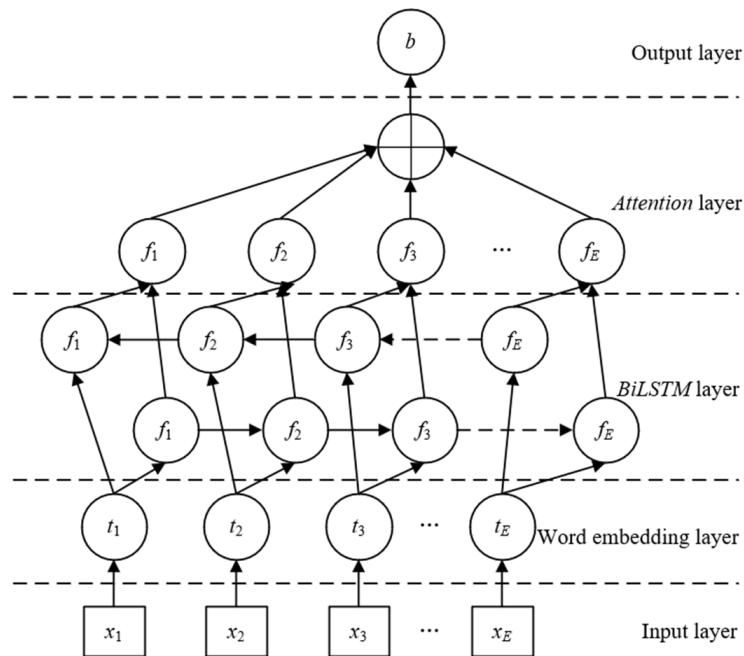 b
Output layer
Attention layer
f1 f2 f3 ... fE
f1 f2 f3 fE
BiLSTM layer
f1 f2 f3 fE
t1 t2 t3 ... tE Word embedding layer
x1 x2 x3 ... xE Input layer